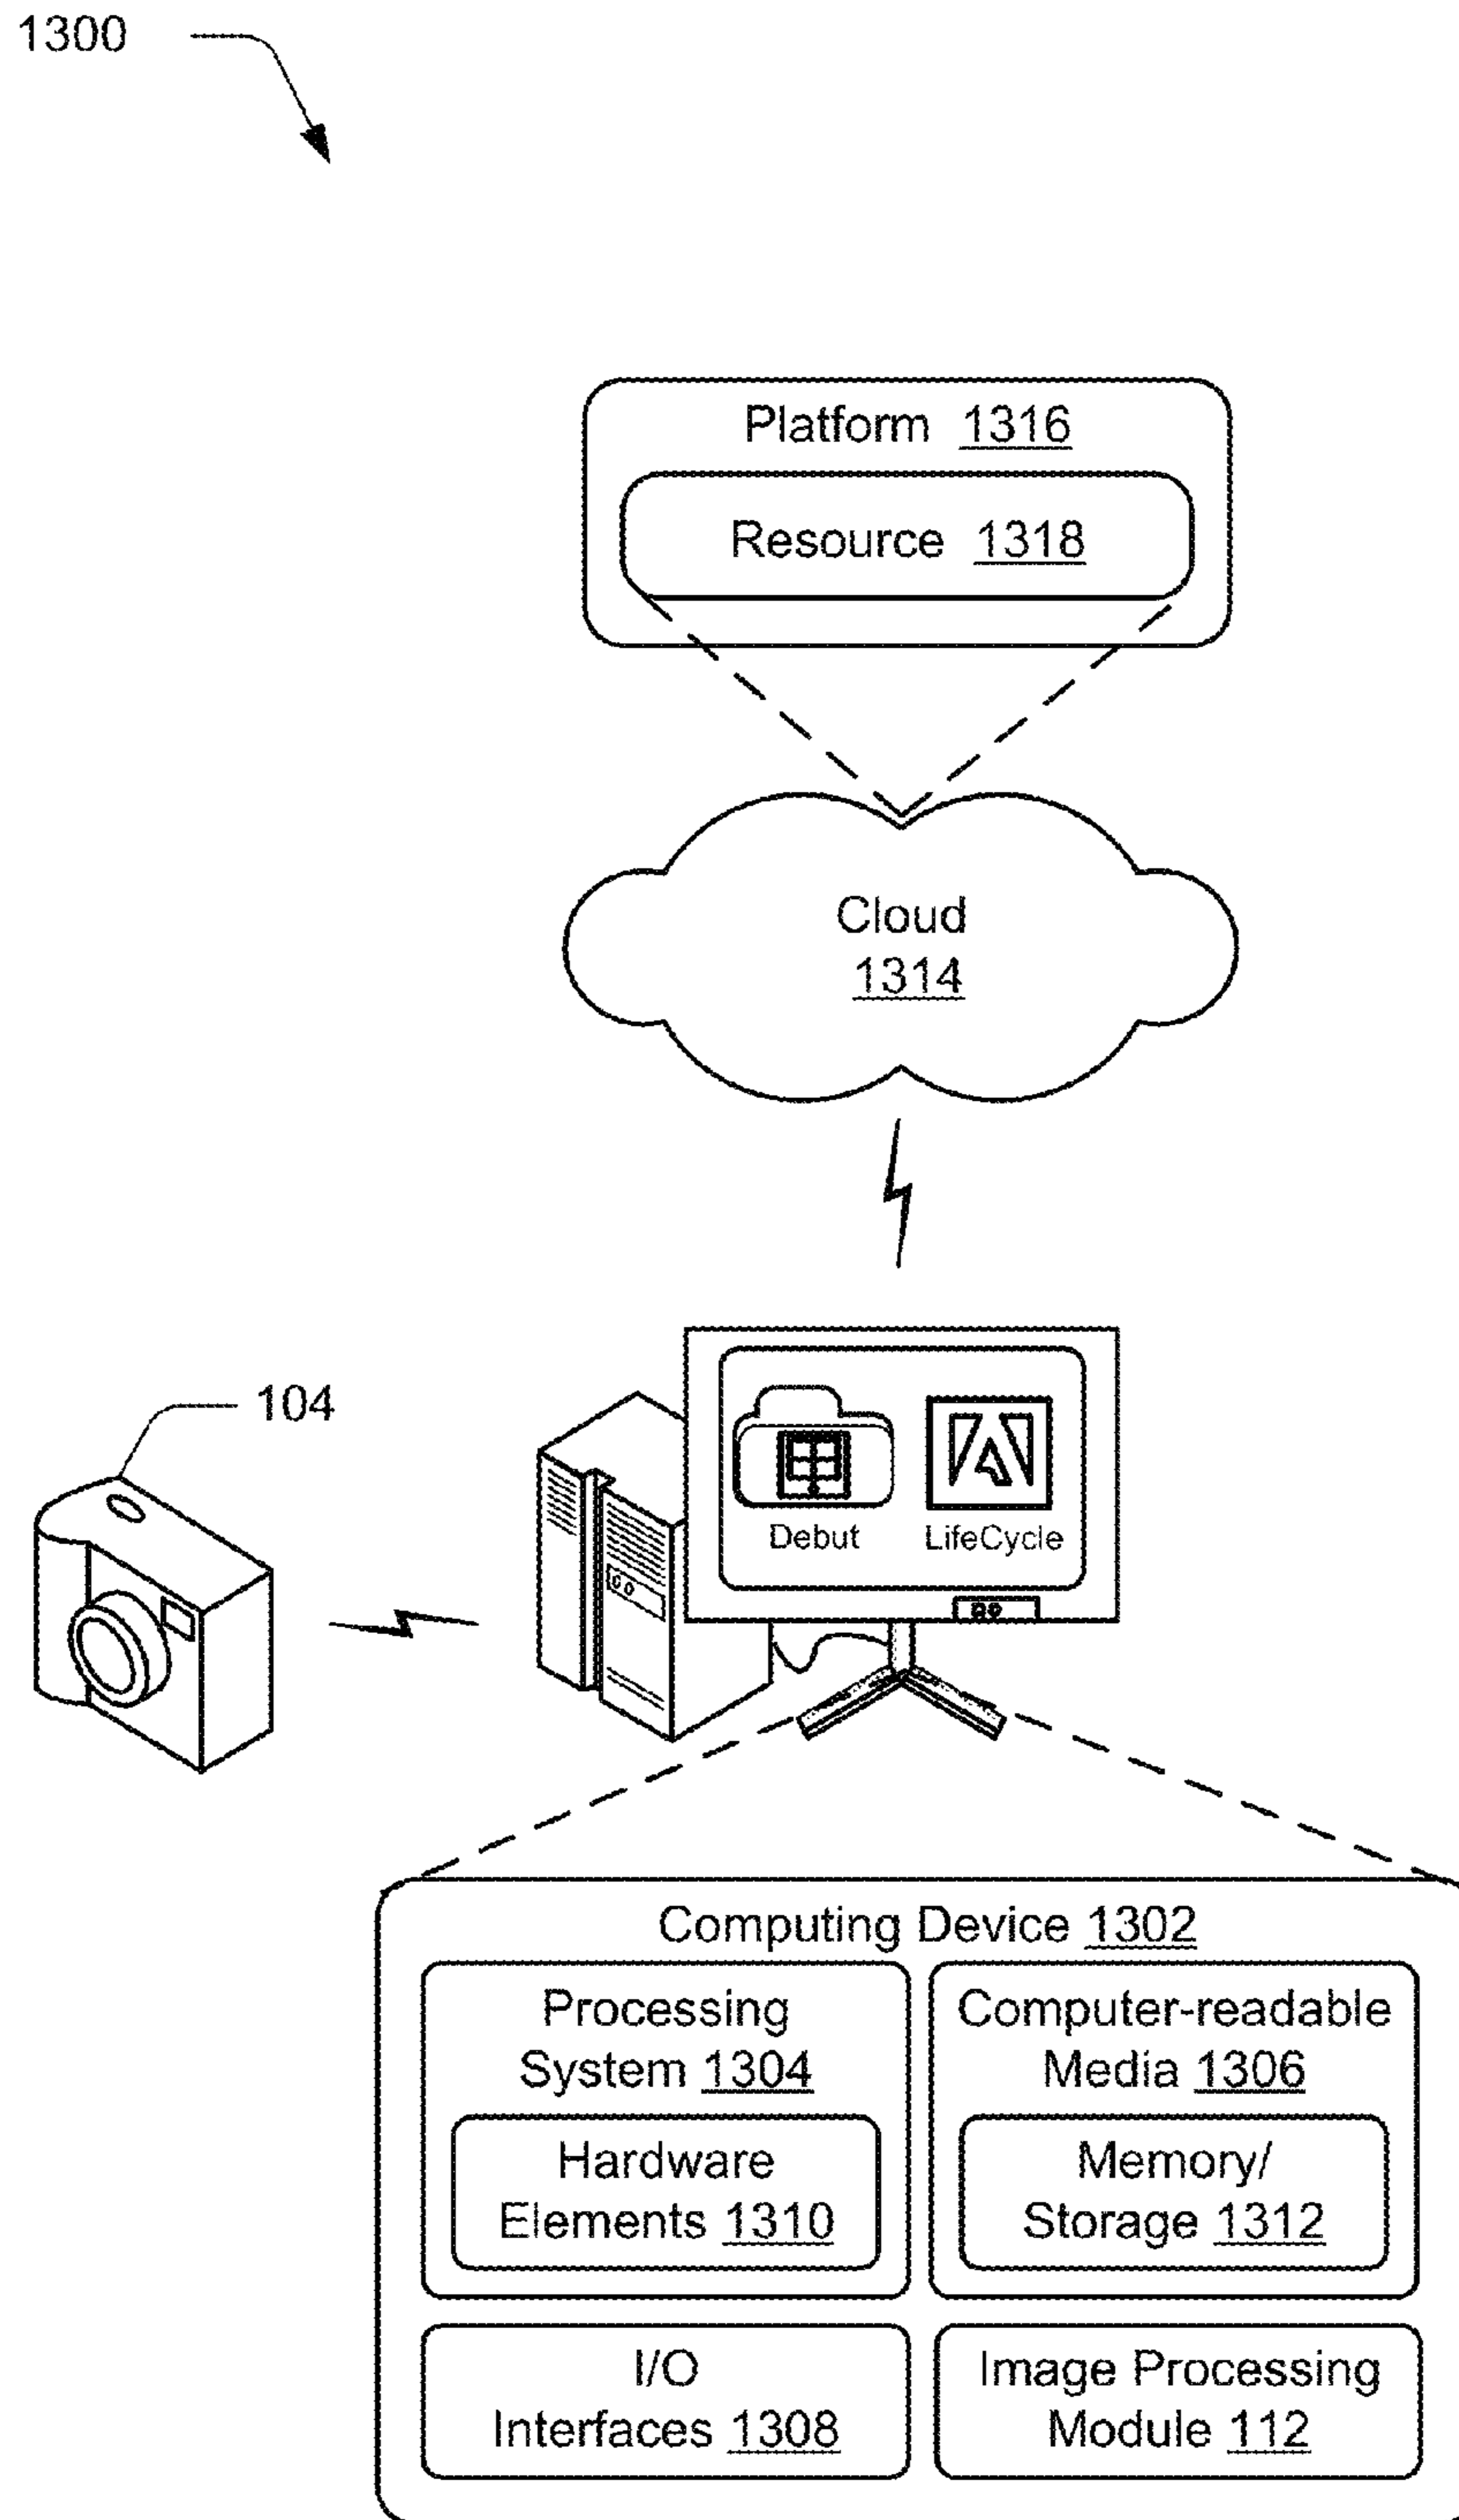 1300
Platform 1316
Resource 1318
Cloud
1314
104
Debut
LifeCycle
Computing Device 1302
Processing
System 1304
Hardware
Elements 1310
Computer-readable
Media 1306
Memory/
Storage 1312
I/O
Interfaces 1308
Image Processing
Module 112